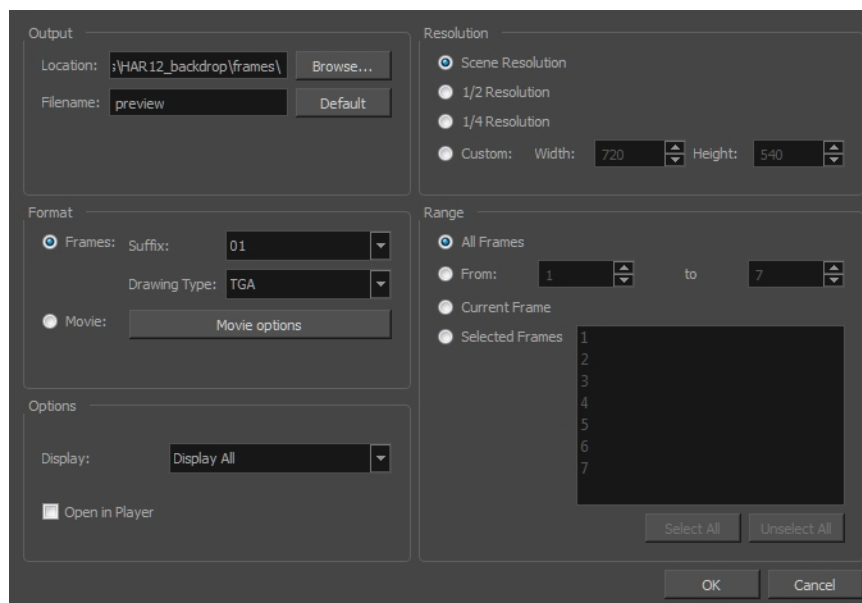 Output
Location: ;\HAR12_backdrop\frames\ Browse...
Filename: preview Default
Resolution
Scene Resolution
1/2 Resolution
1/4 Resolution
Custom: Width: 720 Height: 540
Format
Frames: Suffix: 01
Drawing Type: TGA
Movie: Movie options
Range
All Frames
From: 1 to 7
Current Frame
Selected Frames 1
2
3
4
5
6
7
Select All Unselect All
Options
Display: Display All
Open in Player
OK Cancel